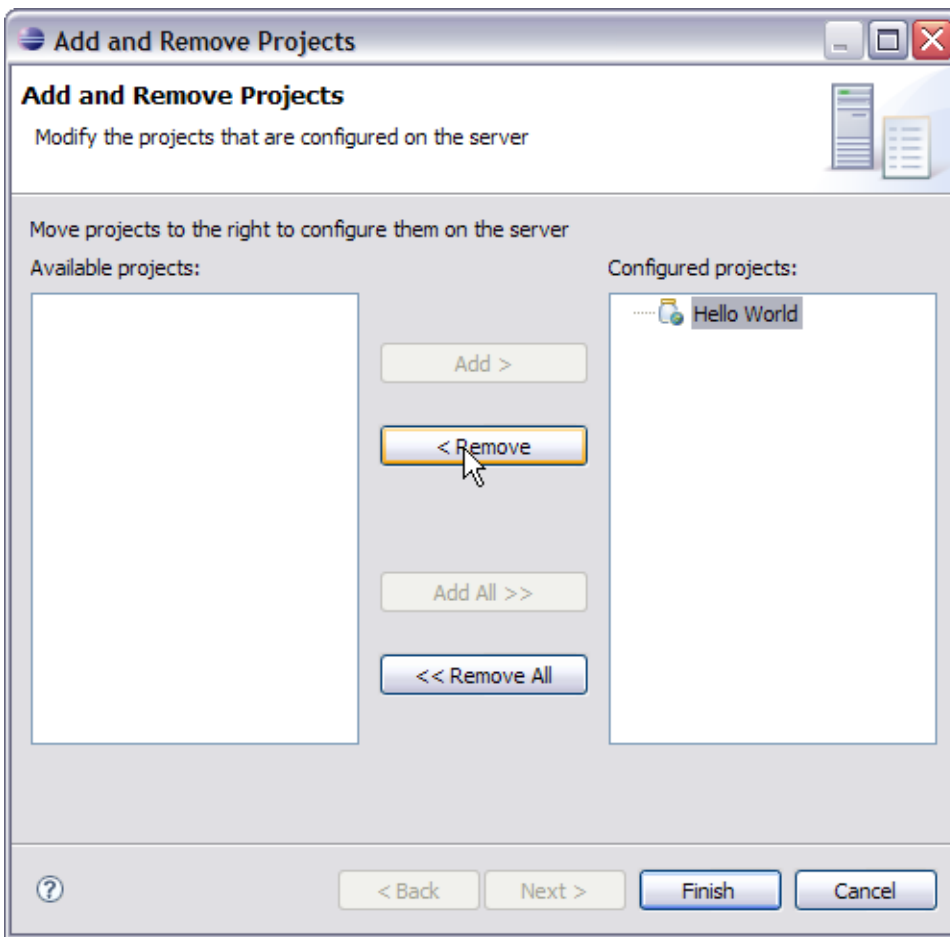 Add and Remove Projects
Add and Remove Projects
Modify the projects that are configured on the server
Move projects to the right to configure them on the server
Available projects:
Configured projects:
Hello World
Add >
< Remove
Add All >>
<< Remove All
?
< Back
Next >
Finish
Cancel